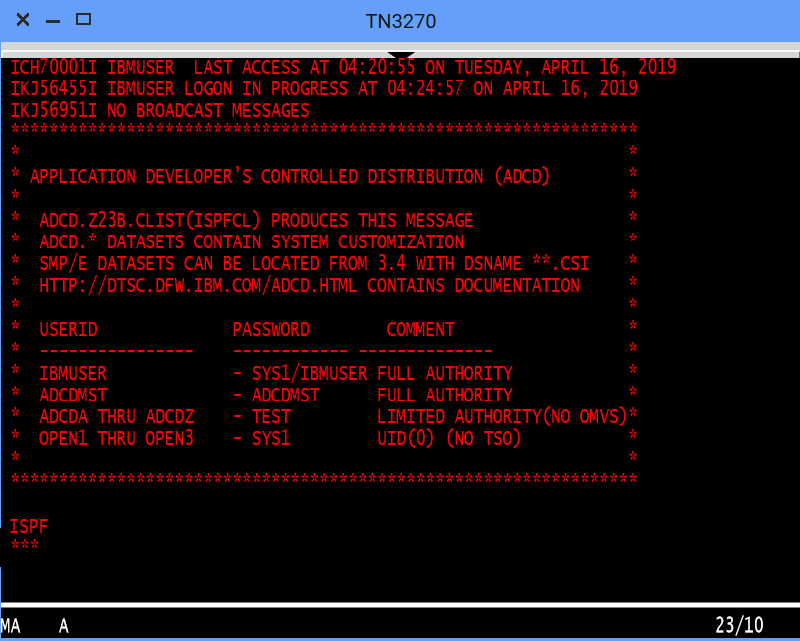 TN3270
ICH70001I IBMUSER  LAST ACCESS AT 04:20:55 ON TUESDAY, APRIL 16, 2019
IKJ56455I IBMUSER LOGON IN PROGRESS AT 04:24:57 ON APRIL 16, 2019
IKJ56951I NO BROADCAST MESSAGES
*****************************************************************
*                                                               *
* APPLICATION DEVELOPER'S CONTROLLED DISTRIBUTION (ADCD)        *
*                                                               *
*  ADCD.Z23B.CLIST(ISPFCL) PRODUCES THIS MESSAGE                *
*  ADCD.* DATASETS CONTAIN SYSTEM CUSTOMIZATION                 *
*  SMP/E DATASETS CAN BE LOCATED FROM 3.4 WITH DSNAME **.CSI    *
*  HTTP://DTSC.DFW.IBM.COM/ADCD.HTML CONTAINS DOCUMENTATION     *
*                                                               *
*  USERID              PASSWORD        COMMENT                  *
*  ----------------    ------------ --------------              *
*  IBMUSER             - SYS1/IBMUSER FULL AUTHORITY            *
*  ADCDMST             - ADCDMST      FULL AUTHORITY            *
*  ADCDA THRU ADCDZ    - TEST         LIMITED AUTHORITY(NO OMVS)*
*  OPEN1 THRU OPEN3    - SYS1         UID(0) (NO TSO)           *
*                                                               *
*****************************************************************
ISPF
***
MA    A    23/10